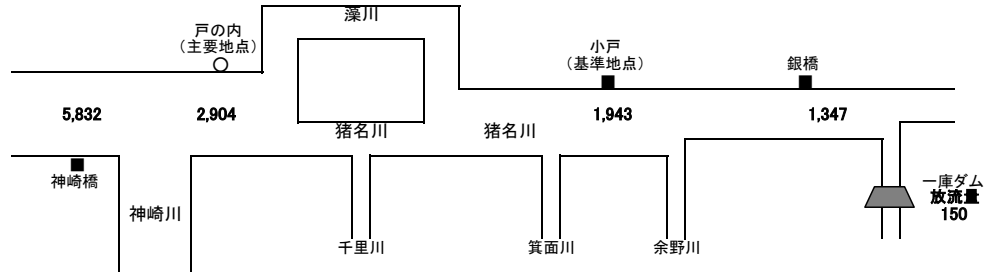 藻川
戸の内
（主要地点）
小戸
（基準地点）
銀橋
5,832
2,904
1,943
1,347
猪名川
猪名川
神崎橋
一庫ダム
放流量
150
神崎川
千里川
箕面川
余野川